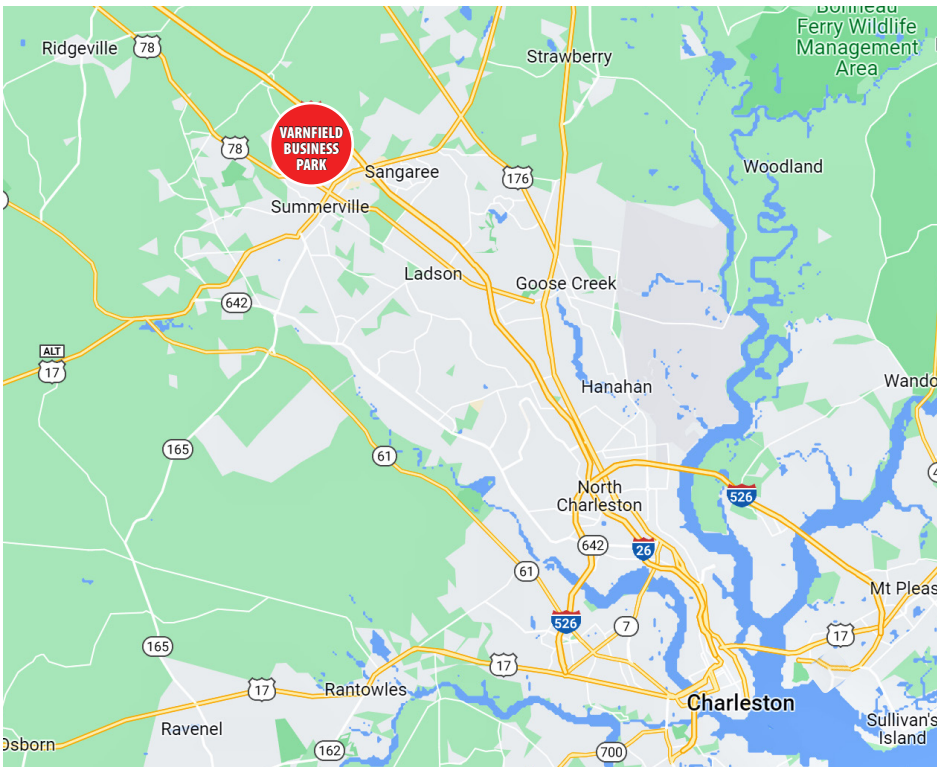 Bonneau
Ferry Wildlife
Management
Area
Ridgeville
78
Strawberry
VARNFIELD
BUSINESS
PARK
78
Sangaree
176
Woodland
Summerville
Ladson
Goose Creek
642
ALT
17
Hanahan
Wando
165
61
North
Charleston
526
642
26
61
526
7
Mt Pleas
17
165
17
17
Rantowles
Charleston
Ravenel
Sullivan's
Island
Osborn
162
700